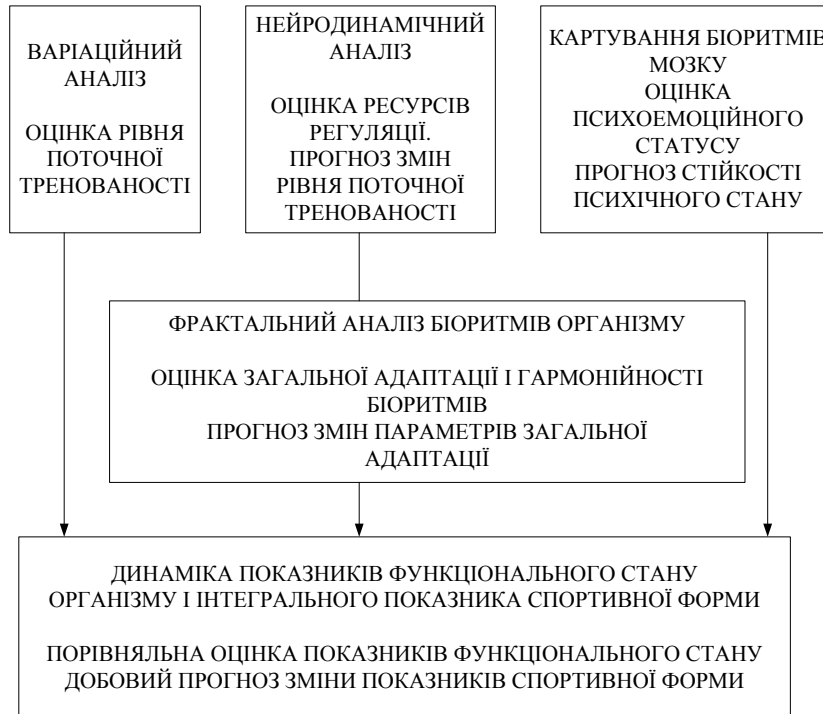 ВАРІАЦІЙНИЙ
АНАЛІЗ
ОЦІНКА РІВНЯ
ПОТОЧНОЇ
ТРЕНОВАНОСТІ
НЕЙРОДИНАМІЧНИЙ
АНАЛІЗ
ОЦІНКА РЕСУРСІВ
РЕГУЛЯЦІЇ.
ПРОГНОЗ ЗМІН
РІВНЯ ПОТОЧНОЇ
ТРЕНОВАНОСТІ
КАРТУВАННЯ БІОРИТМІВ
МОЗКУ
ОЦІНКА
ПСИХОЕМОЦІЙНОГО
СТАТУСУ
ПРОГНОЗ СТІЙКОСТІ
ПСИХІЧНОГО СТАНУ
ФРАКТАЛЬНИЙ АНАЛІЗ БІОРИТМІВ ОРГАНІЗМУ
ОЦІНКА ЗАГАЛЬНОЇ АДАПТАЦІЇ І ГАРМОНІЙНОСТІ
БІОРИТМІВ
ПРОГНОЗ ЗМІН ПАРАМЕТРІВ ЗАГАЛЬНОЇ
АДАПТАЦІЇ
ДИНАМІКА ПОКАЗНИКІВ ФУНКЦІОНАЛЬНОГО СТАНУ
ОРГАНІЗМУ І ІНТЕГРАЛЬНОГО ПОКАЗНИКА СПОРТИВНОЇ ФОРМИ
ПОРІВНЯЛЬНА ОЦІНКА ПОКАЗНИКІВ ФУНКЦІОНАЛЬНОГО СТАНУ
ДОБОВИЙ ПРОГНОЗ ЗМІНИ ПОКАЗНИКІВ СПОРТИВНОЇ ФОРМИ